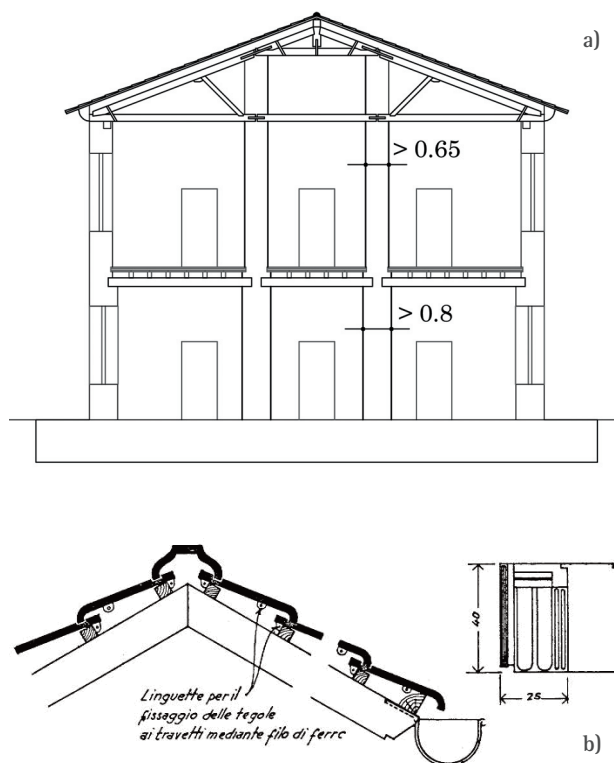 a)
> 0.65
> 0.8
40
25
Linguette per il
fissaggio delle tegole
ai travetti mediante filo di ferro
b)